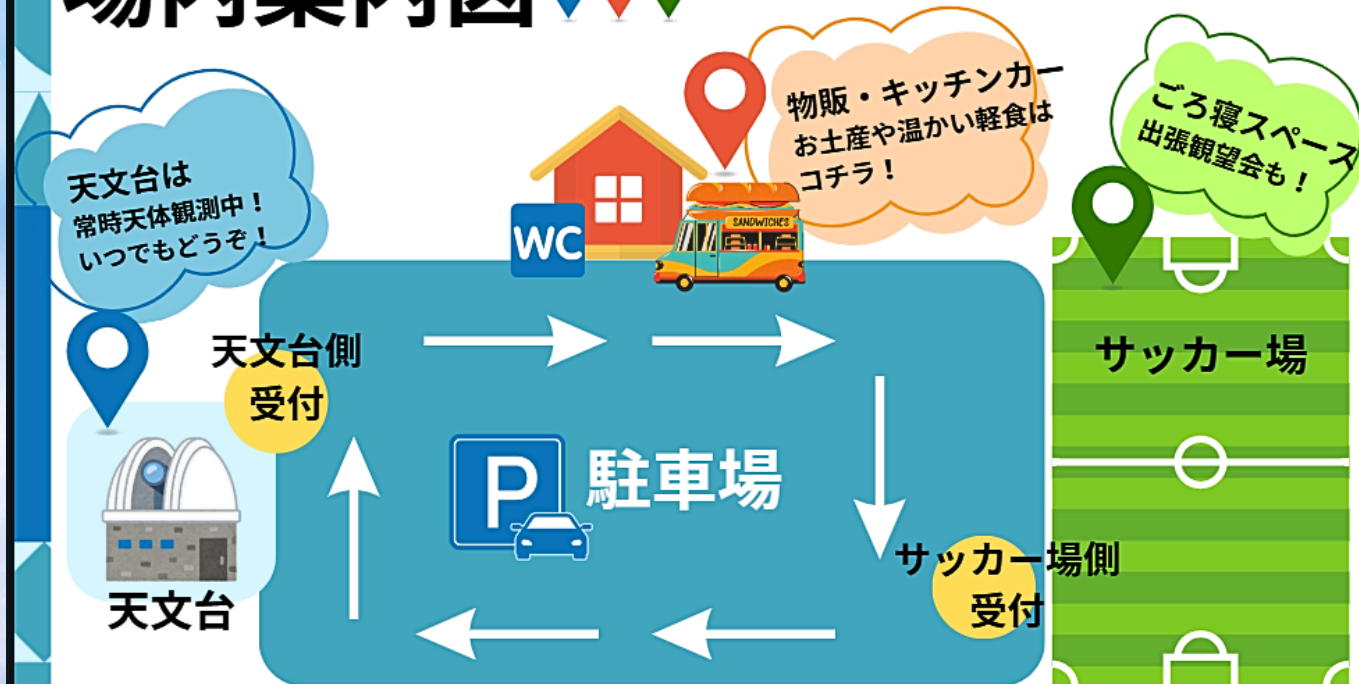 場内案内図
天文台は
常時天体観測中！
いつでもどうぞ！
物販・キッチンカー
お土産や温かい軽食は
コチラ！
ごろ寝スペース
出張観望会も！
WC
SANDWICHES
天文台側
受付
サッカー場
P
駐車場
サッカー場側
受付
天文台